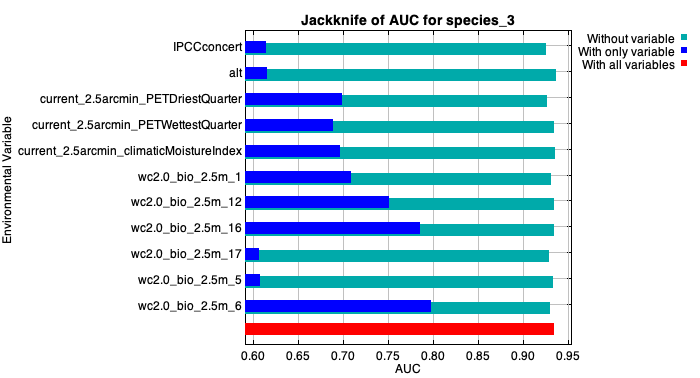 Jackknife of AUC for species_3
Without variable
With only variable
With all variables
Environmental Variable
IPCCconcert
alt
current_2.5arcmin_PETDriestQuarter
current_2.5arcmin_PETWettestQuarter
current_2.5arcmin_climaticMoistureIndex
wc2.0_bio_2.5m_1
wc2.0_bio_2.5m_12
wc2.0_bio_2.5m_16
wc2.0_bio_2.5m_17
wc2.0_bio_2.5m_5
wc2.0_bio_2.5m_6
0.60 0.65 0.70 0.75 0.80 0.85 0.90 0.95
AUC